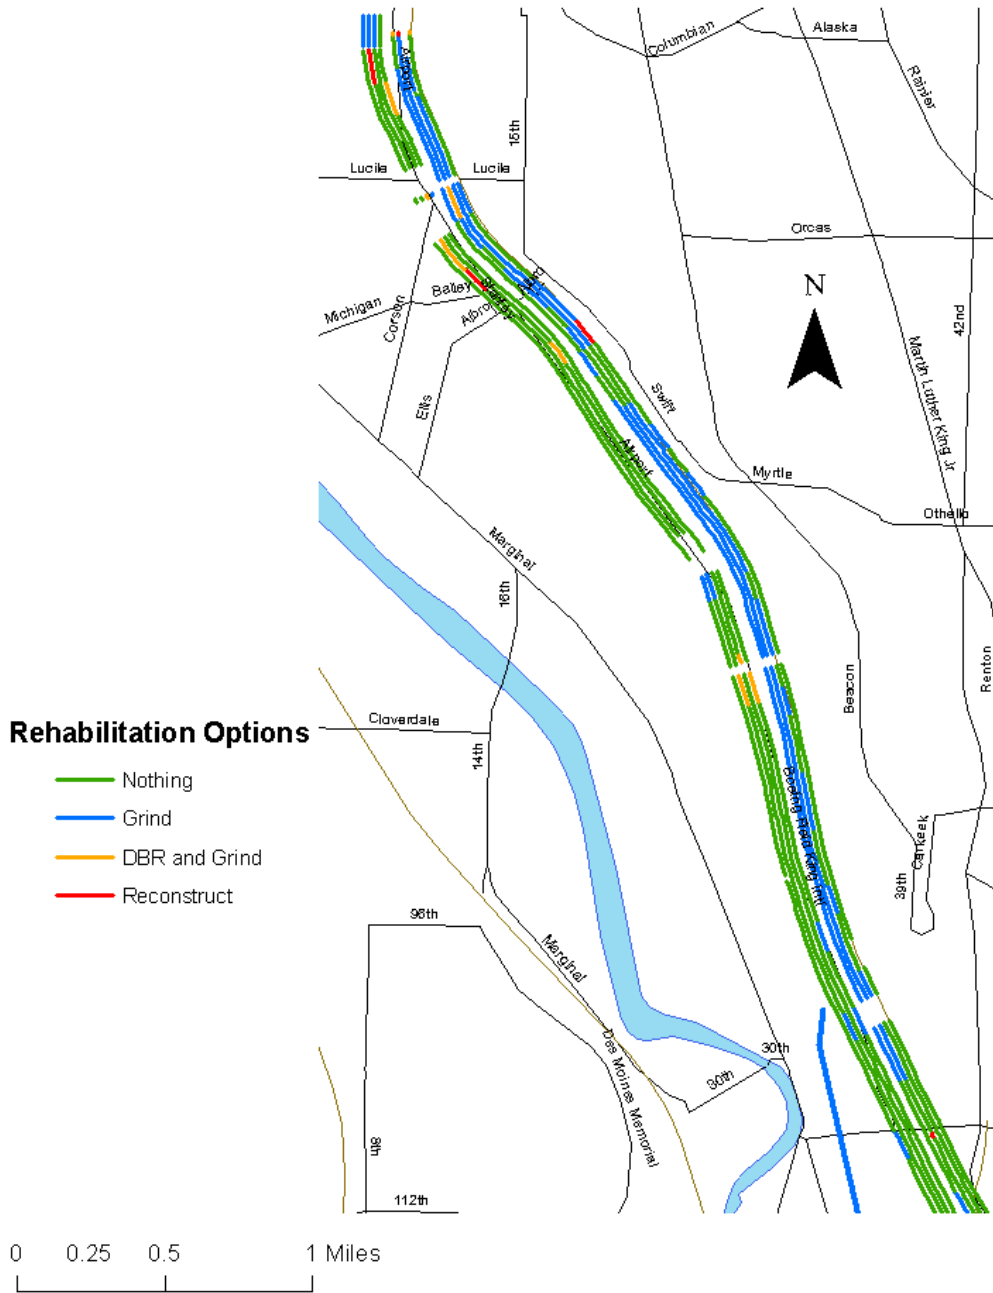 Columbian
Alaska
Rainier
Airport
15th
Lucile
Lucile
Orcas
N
Michigan
Corson
Bailey
Stanley
Albro
Albro
Ellis
Swift
42nd
Martin Luther King Jr
Airport
Myrtle
Othello
Marginal
16th
Beacon
Renton
Cloverdale
14th
Rehabilitation Options
Nothing
Grind
DBR and Grind
Reconstruct
Boeing Field King Intl
Carkeek
39th
96th
Marginal
Des Moines Memorial
30th
30th
8th
112th
0 0.25 0.5 1 Miles